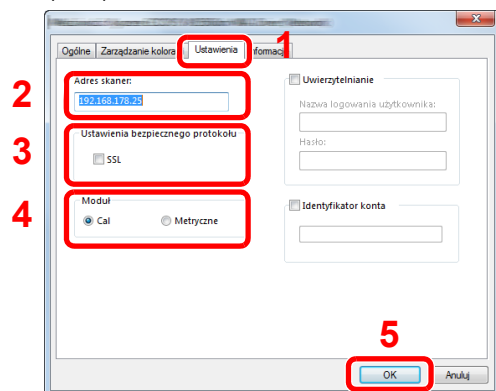 1
Ogólne Zarządzanie kolora Ustawienia nformacj
2
Adres skaner:
192.168.178.25
Uwierzytelnianie
Nazwa logowania użytkownika:
Hasło:
3
Ustawienia bezpiecznego protokołu
SSL
4
Moduł
Cal Metryczne
Identyfikator konta
5
OK Anuluj